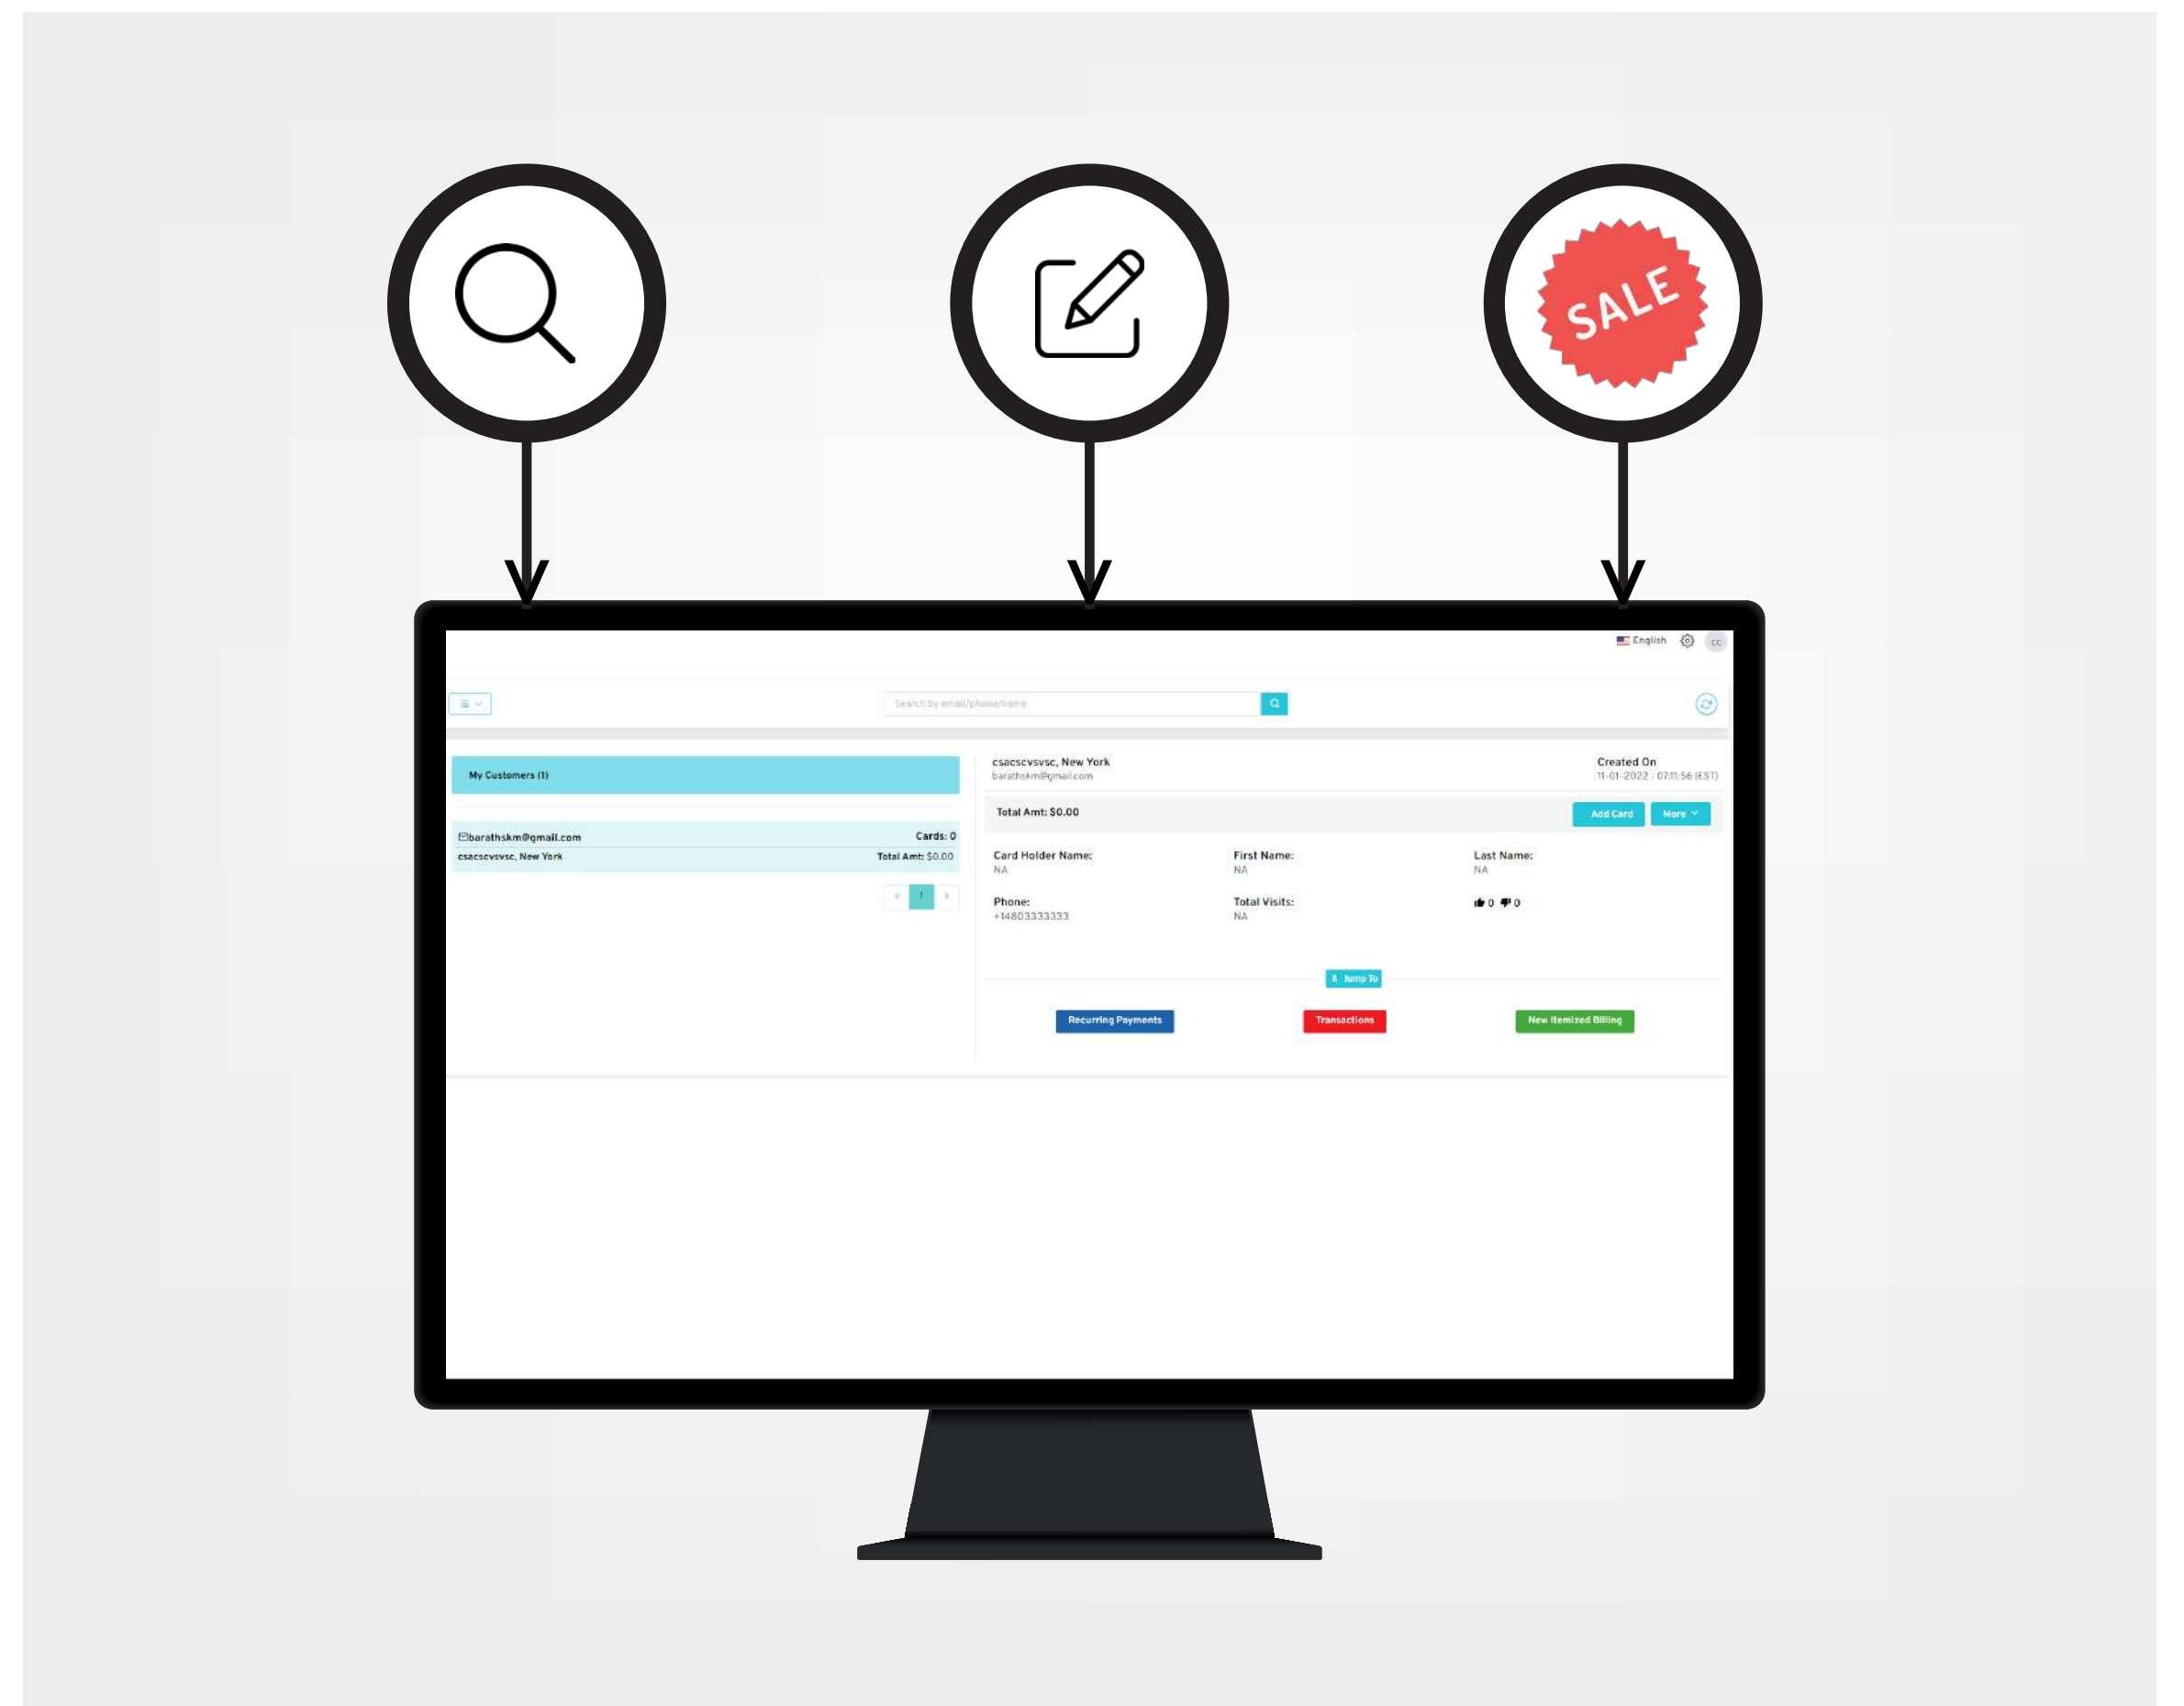 SALE
English
CC
Search by email/phone/name
My Customers (1)
barathskm@gmail.com
Cards: 0
csacscvsvsc, New York
Total Amt: $0.00
« 1 »
csacscvsvsc, New York
barathskm@gmail.com
Created On
11-01-2022 - 07:11:56 (EST)
Total Amt: $0.00
Add Card
More
Card Holder Name:
NA
First Name:
NA
Last Name:
NA
Phone:
+14803333333
Total Visits:
NA
0 0
Jump To
Recurring Payments
Transactions
New Itemized Billing